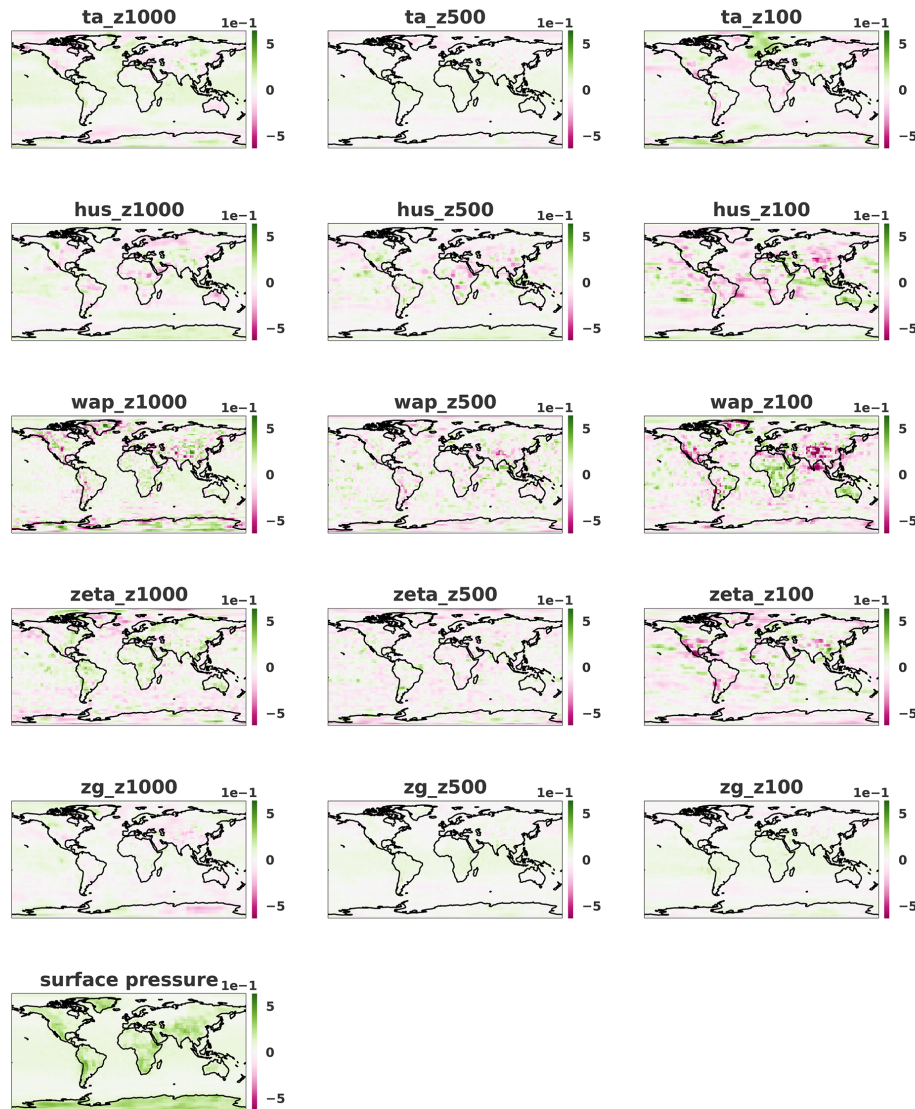 ta_z1000 1e−1 ta_z500 1e−1 ta_z100 1e−1
5 5 5
0 0 0
−5 −5 −5
hus_z1000 1e−1 hus_z500 1e−1 hus_z100 1e−1
5 5 5
0 0 0
−5 −5 −5
wap_z1000 1e−1 wap_z500 1e−1 wap_z100 1e−1
5 5 5
0 0 0
−5 −5 −5
zeta_z1000 1e−1 zeta_z500 1e−1 zeta_z100 1e−1
5 5 5
0 0 0
−5 −5 −5
zg_z1000 1e−1 zg_z500 1e−1 zg_z100 1e−1
5 5 5
0 0 0
−5 −5 −5
surface pressure 1e−1
5
0
−5